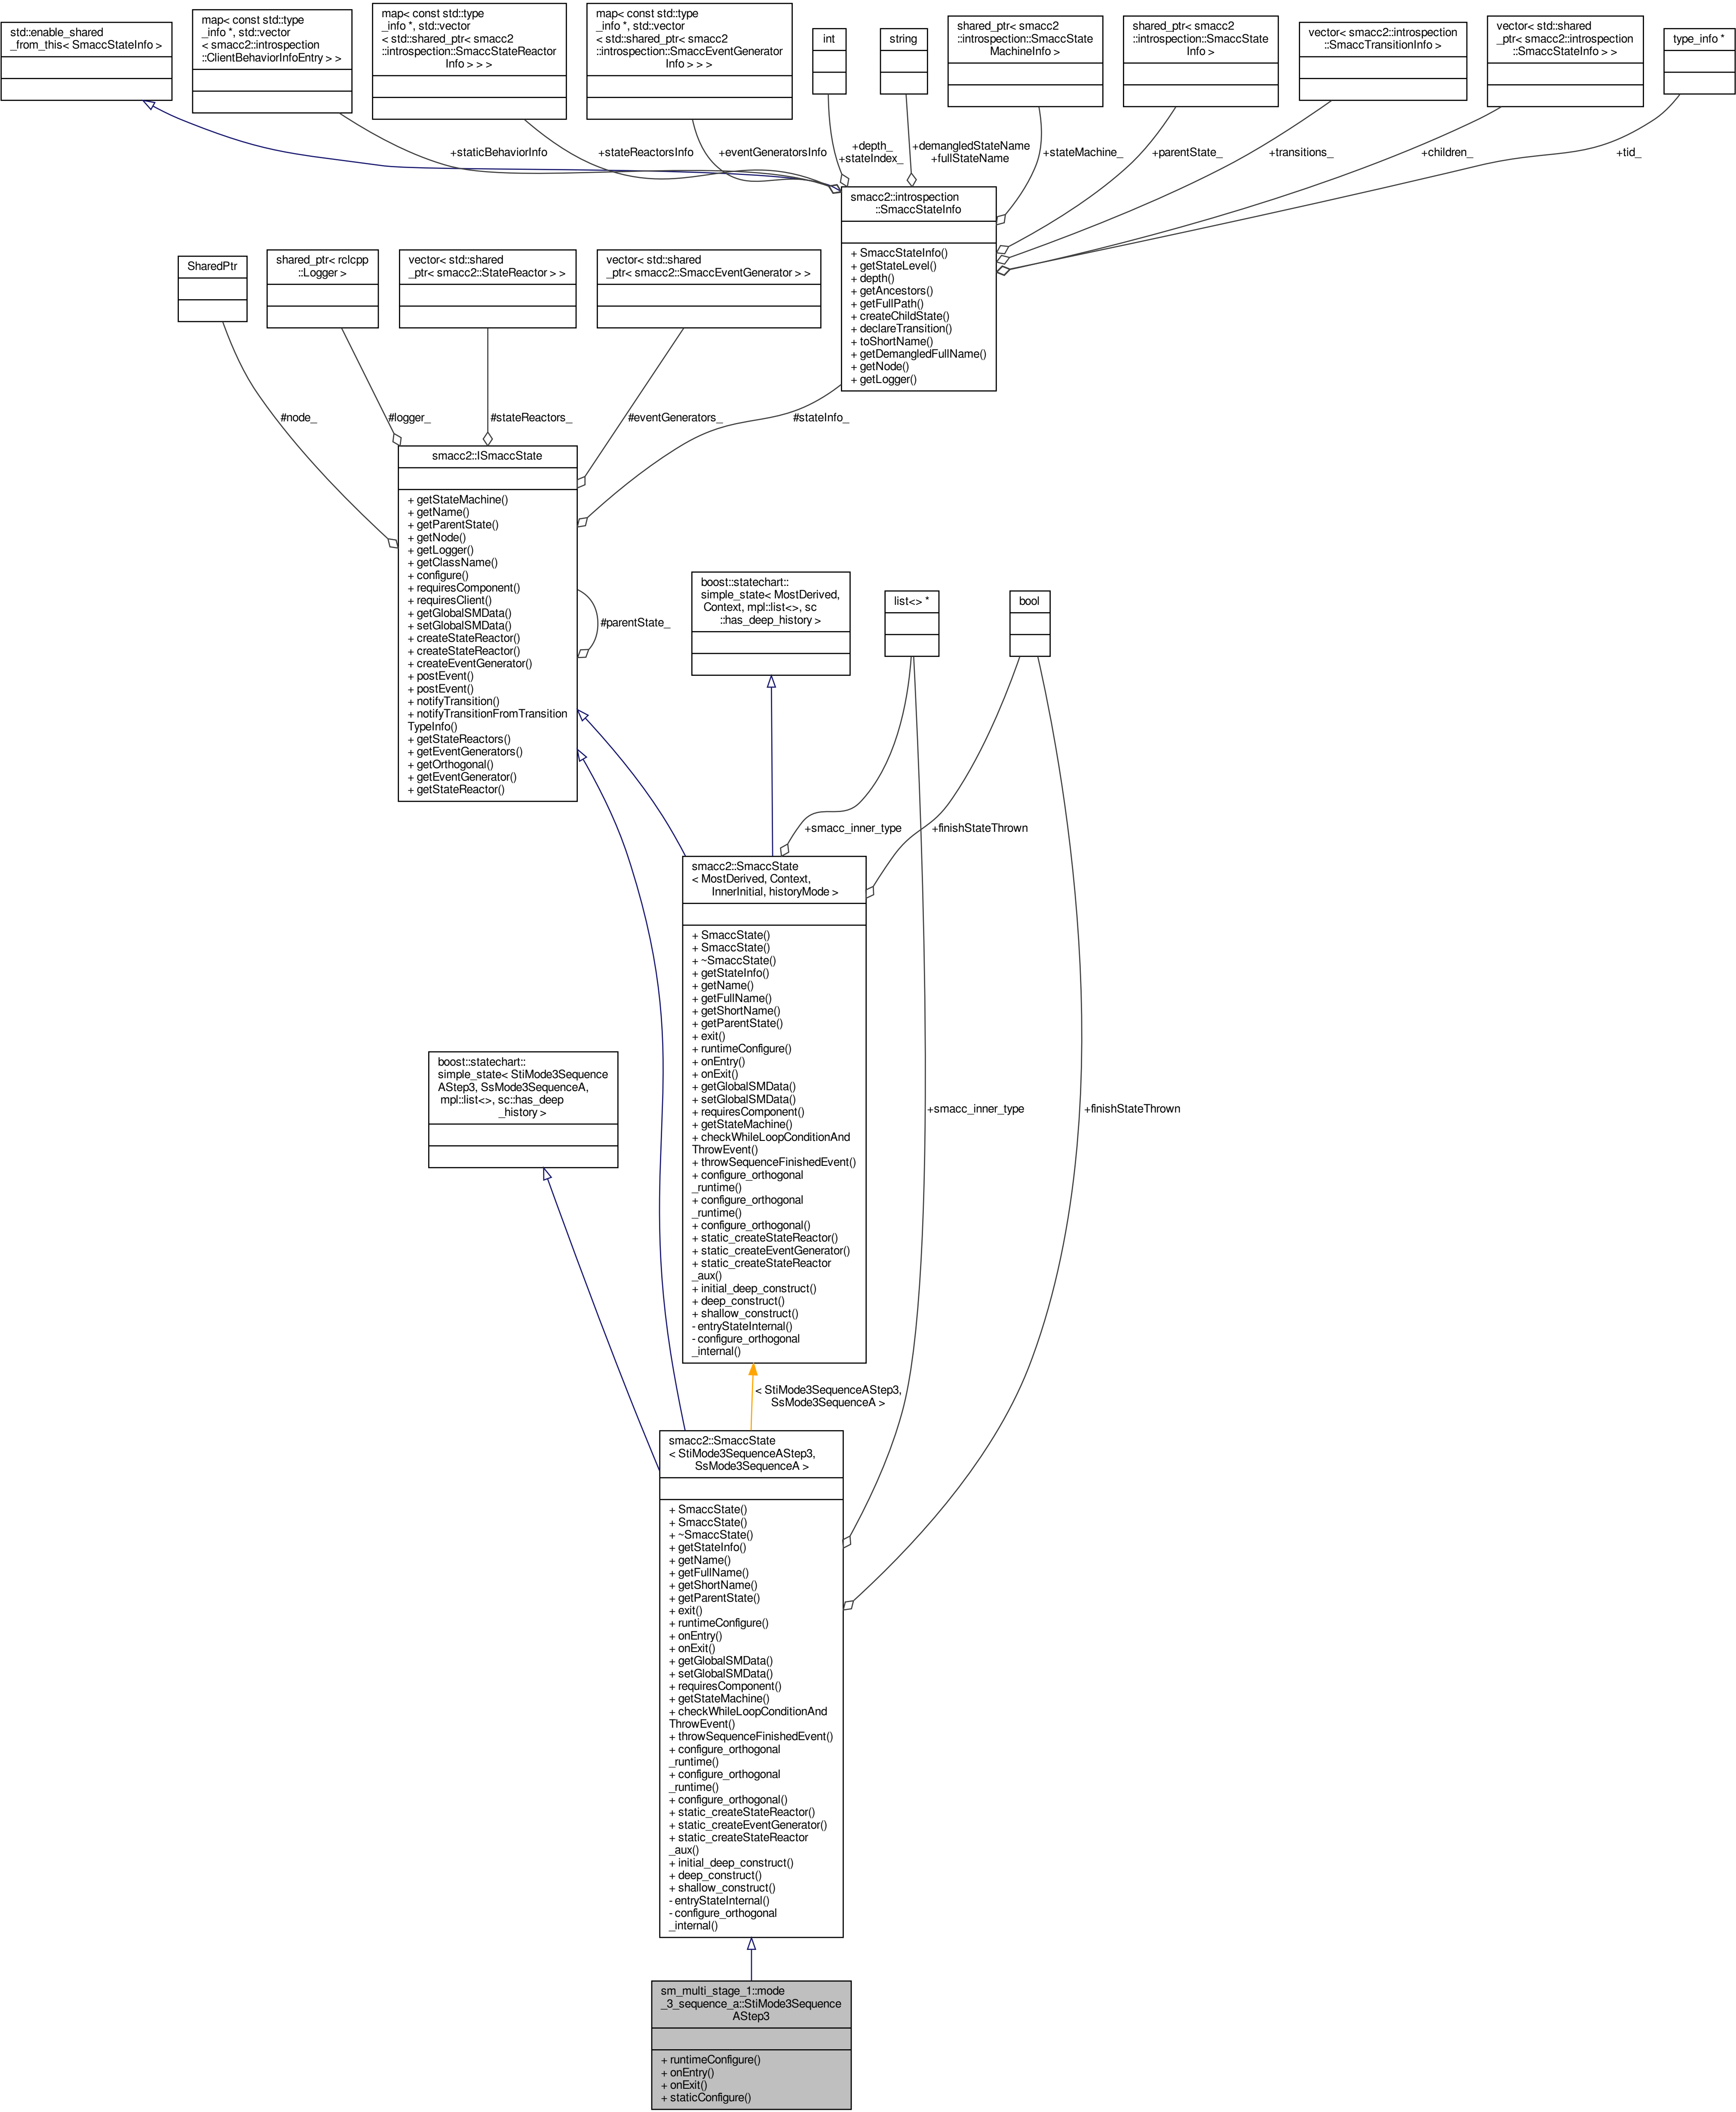 std::enable_shared
_from_this< SmaccStateInfo >
map< const std::type
_info *, std::vector
< smacc2::introspection
::ClientBehaviorInfoEntry > >
map< const std::type
_info *, std::vector
< std::shared_ptr< smacc2
::introspection::SmaccStateReactor
Info > > >
map< const std::type
_info *, std::vector
< std::shared_ptr< smacc2
::introspection::SmaccEventGenerator
Info > > >
int
string
shared_ptr< smacc2
::introspection::SmaccState
MachineInfo >
shared_ptr< smacc2
::introspection::SmaccState
Info >
vector< smacc2::introspection
::SmaccTransitionInfo >
vector< std::shared
_ptr< smacc2::introspection
::SmaccStateInfo > >
type_info *
+staticBehaviorInfo
+stateReactorsInfo
+eventGeneratorsInfo
+depth_
+stateIndex_
+demangledStateName
+fullStateName
+stateMachine_
+parentState_
+transitions_
+children_
+tid_
smacc2::introspection
::SmaccStateInfo
+ SmaccStateInfo()
+ getStateLevel()
+ depth()
+ getAncestors()
+ getFullPath()
+ createChildState()
+ declareTransition()
+ toShortName()
+ getDemangledFullName()
+ getNode()
+ getLogger()
SharedPtr
shared_ptr< rclcpp
::Logger >
vector< std::shared
_ptr< smacc2::StateReactor > >
vector< std::shared
_ptr< smacc2::SmaccEventGenerator > >
#node_
#logger_
#stateReactors_
#eventGenerators_
#stateInfo_
smacc2::ISmaccState
+ getStateMachine()
+ getName()
+ getParentState()
+ getNode()
+ getLogger()
+ getClassName()
+ configure()
+ requiresComponent()
+ requiresClient()
+ getGlobalSMData()
+ setGlobalSMData()
+ createStateReactor()
+ createStateReactor()
+ createEventGenerator()
+ postEvent()
+ postEvent()
+ notifyTransition()
+ notifyTransitionFromTransition
TypeInfo()
+ getStateReactors()
+ getEventGenerators()
+ getOrthogonal()
+ getEventGenerator()
+ getStateReactor()
#parentState_
boost::statechart::
simple_state< MostDerived,
Context, mpl::list<>, sc
::has_deep_history >
list<> *
bool
+smacc_inner_type
+finishStateThrown
smacc2::SmaccState
< MostDerived, Context,
InnerInitial, historyMode >
+ SmaccState()
+ SmaccState()
+ ~SmaccState()
+ getStateInfo()
+ getName()
+ getFullName()
+ getShortName()
+ getParentState()
+ exit()
+ runtimeConfigure()
+ onEntry()
+ onExit()
+ getGlobalSMData()
+ setGlobalSMData()
+ requiresComponent()
+ getStateMachine()
+ checkWhileLoopConditionAnd
ThrowEvent()
+ throwSequenceFinishedEvent()
+ configure_orthogonal
_runtime()
+ configure_orthogonal
_runtime()
+ configure_orthogonal()
+ static_createStateReactor()
+ static_createEventGenerator()
+ static_createStateReactor
_aux()
+ initial_deep_construct()
+ deep_construct()
+ shallow_construct()
- entryStateInternal()
- configure_orthogonal
_internal()
boost::statechart::
simple_state< StiMode3Sequence
AStep3, SsMode3SequenceA,
mpl::list<>, sc::has_deep
_history >
+smacc_inner_type
+finishStateThrown
< StiMode3SequenceAStep3,
SsMode3SequenceA >
smacc2::SmaccState
< StiMode3SequenceAStep3,
SsMode3SequenceA >
+ SmaccState()
+ SmaccState()
+ ~SmaccState()
+ getStateInfo()
+ getName()
+ getFullName()
+ getShortName()
+ getParentState()
+ exit()
+ runtimeConfigure()
+ onEntry()
+ onExit()
+ getGlobalSMData()
+ setGlobalSMData()
+ requiresComponent()
+ getStateMachine()
+ checkWhileLoopConditionAnd
ThrowEvent()
+ throwSequenceFinishedEvent()
+ configure_orthogonal
_runtime()
+ configure_orthogonal
_runtime()
+ configure_orthogonal()
+ static_createStateReactor()
+ static_createEventGenerator()
+ static_createStateReactor
_aux()
+ initial_deep_construct()
+ deep_construct()
+ shallow_construct()
- entryStateInternal()
- configure_orthogonal
_internal()
sm_multi_stage_1::mode
_3_sequence_a::StiMode3Sequence
AStep3
+ runtimeConfigure()
+ onEntry()
+ onExit()
+ staticConfigure()